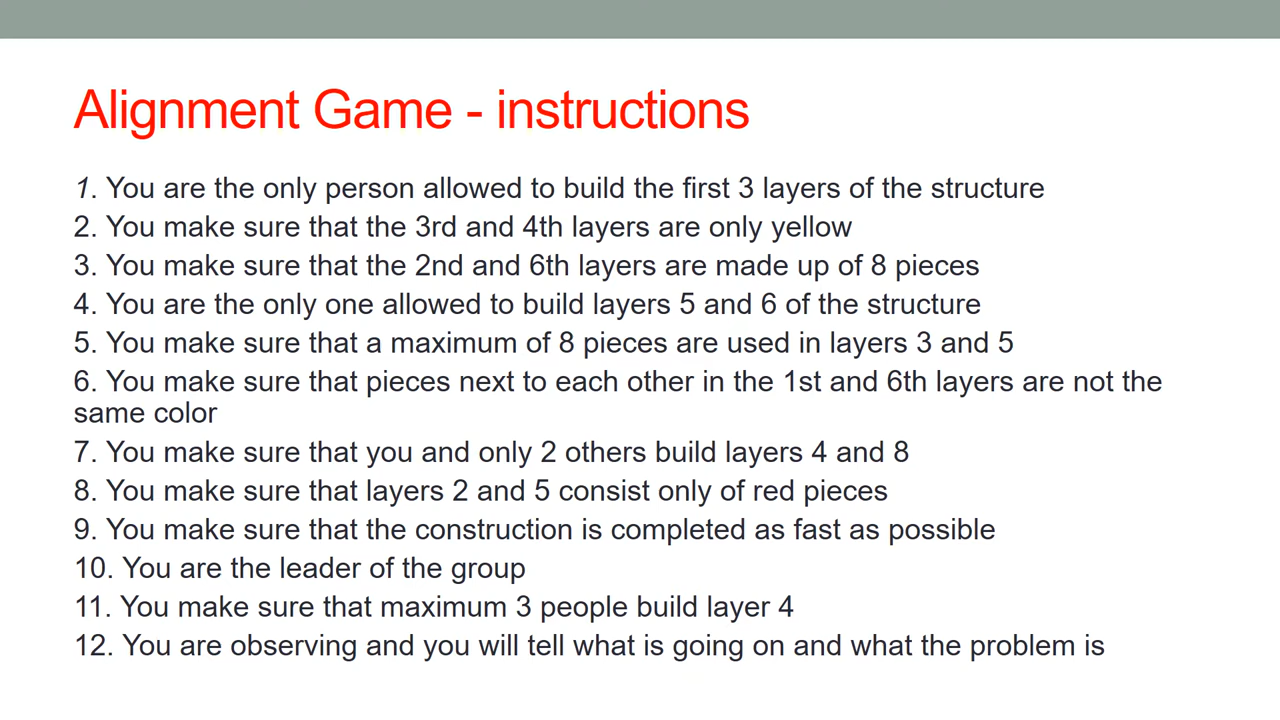 Alignment Game - instructions
1. You are the only person allowed to build the first 3 layers of the structure
2. You make sure that the 3rd and 4th layers are only yellow
3. You make sure that the 2nd and 6th layers are made up of 8 pieces
4. You are the only one allowed to build layers 5 and 6 of the structure
5. You make sure that a maximum of 8 pieces are used in layers 3 and 5
6. You make sure that pieces next to each other in the 1st and 6th layers are not the
same color
7. You make sure that you and only 2 others build layers 4 and 8
8. You make sure that layers 2 and 5 consist only of red pieces
9. You make sure that the construction is completed as fast as possible
10. You are the leader of the group
11. You make sure that maximum 3 people build layer 4
12. You are observing and you will tell what is going on and what the problem is